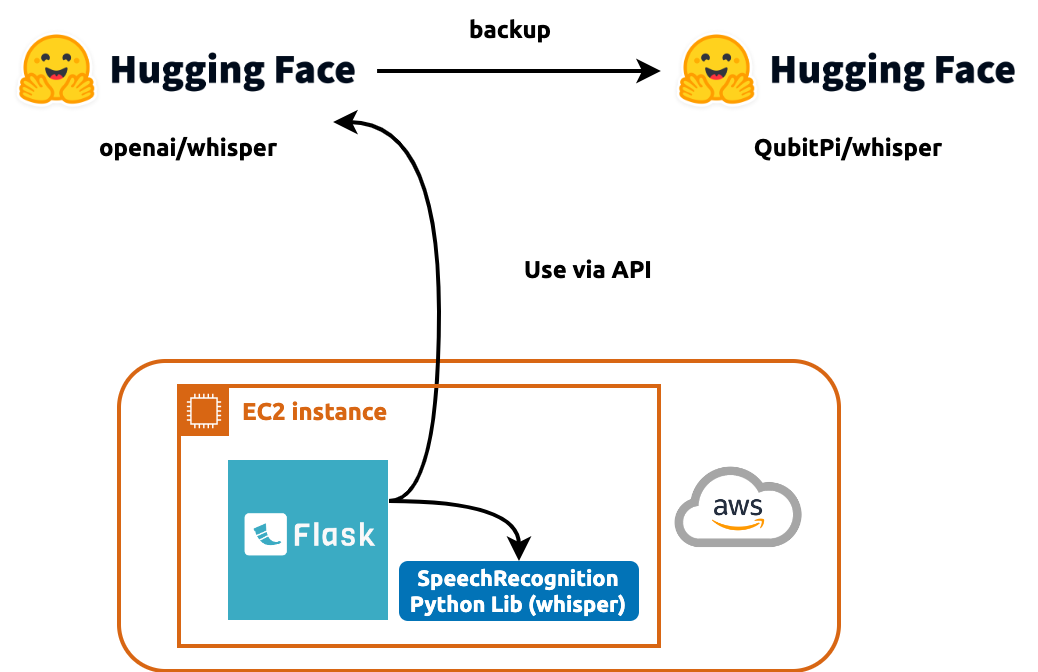 backup
Hugging Face
Hugging Face
openai/whisper
QubitPi/whisper
Use via API
EC2 instance
aws
Flask
SpeechRecognition
Python Lib (whisper)